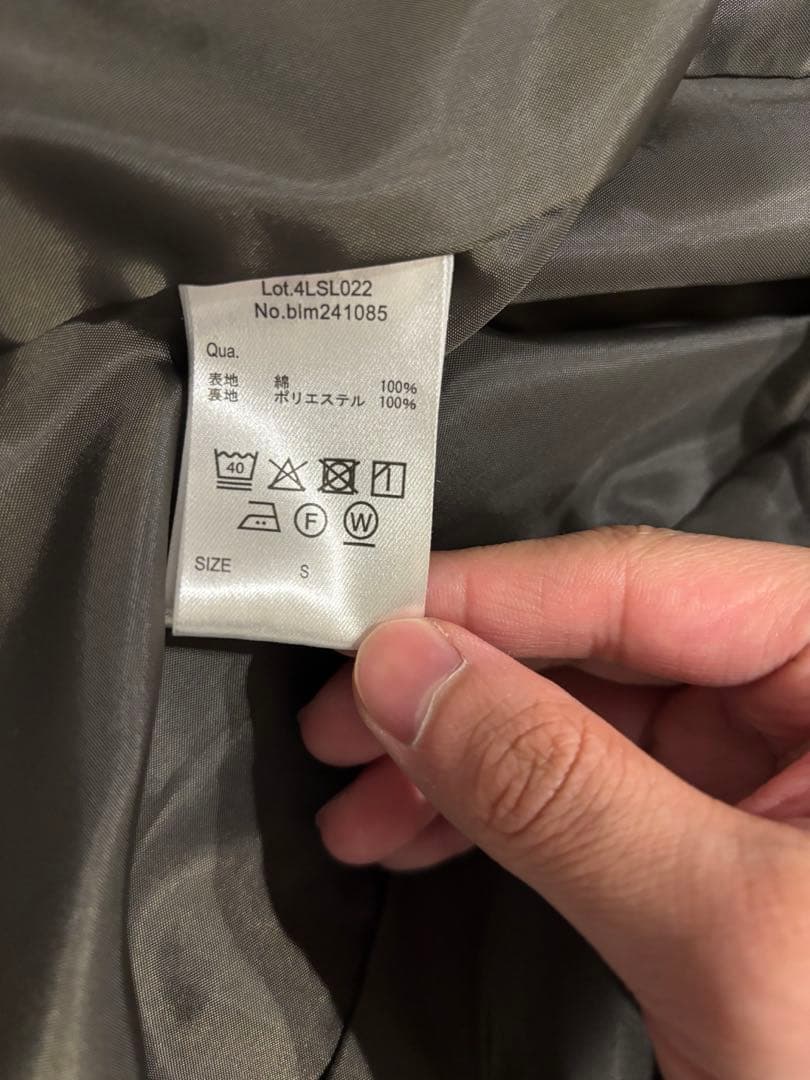 Lot.4LSL022
No.blm241085
Qua.
表地 綿 100%
裏地 ポリエステル 100%
40
F W
SIZE S